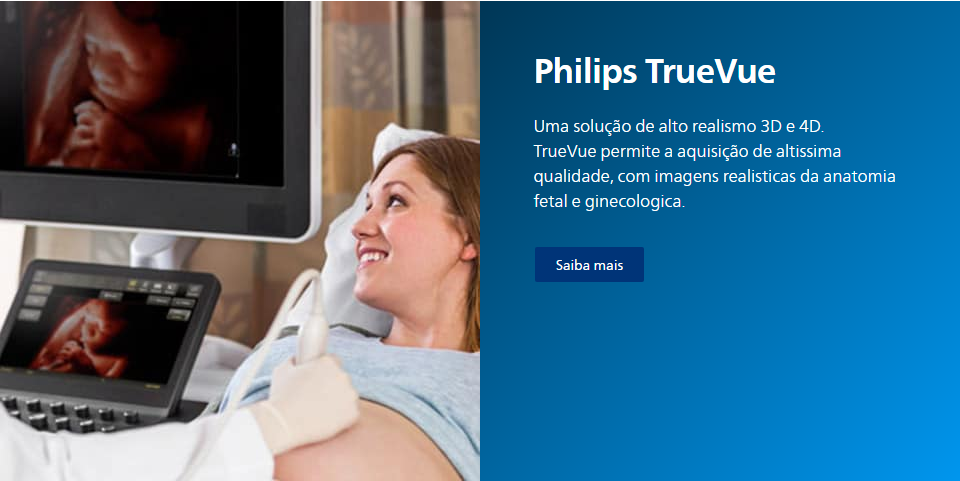 Philips TrueVue
Uma solução de alto realismo 3D e 4D.
TrueVue permite a aquisição de altissima
qualidade, com imagens realisticas da anatomia
fetal e ginecologica.
Saiba mais